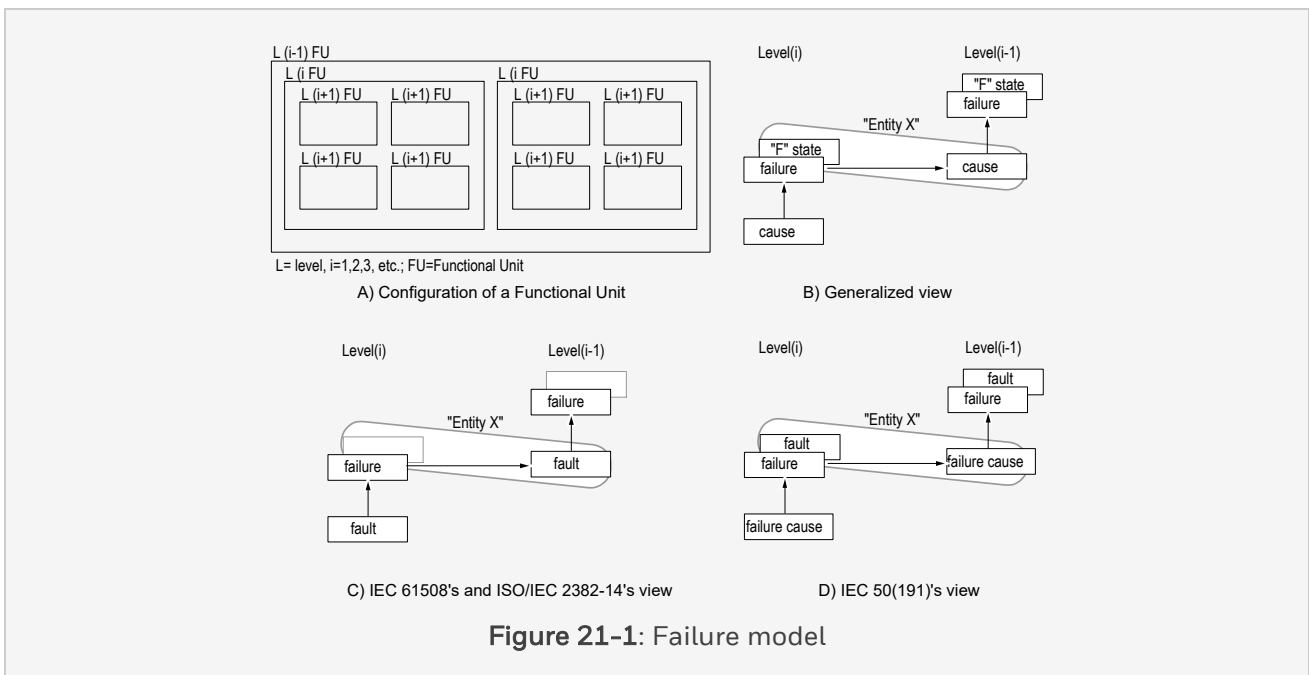 L (i-1) FU
L (i FU
L (i FU
L (i+1) FU
L (i+1) FU
L (i+1) FU
L (i+1) FU
L (i+1) FU
L (i+1) FU
L (i+1) FU
L (i+1) FU
L= level, i=1,2,3, etc.; FU=Functional Unit
A) Configuration of a Functional Unit
Level(i)
Level(i-1)
"F" state
failure
"Entity X"
"F" state
failure
cause
cause
B) Generalized view
Level(i)
Level(i-1)
failure
"Entity X"
failure
fault
fault
C) IEC 61508's and ISO/IEC 2382-14's view
Level(i)
Level(i-1)
fault
failure
"Entity X"
fault
failure
failure cause
failure cause
D) IEC 50(191)'s view
Figure 21-1: Failure model